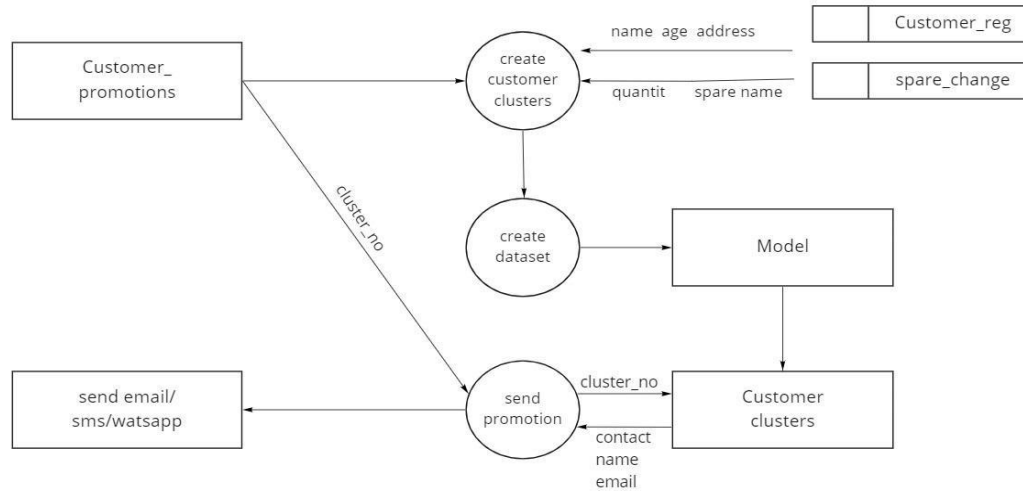 Customer_reg
name age address
Customer_
promotions
create
customer
clusters
spare_change
quantit spare name
cluster_no
create
dataset
Model
send email/
sms/watsapp
send
promotion
cluster_no
Customer
clusters
contact
name
email